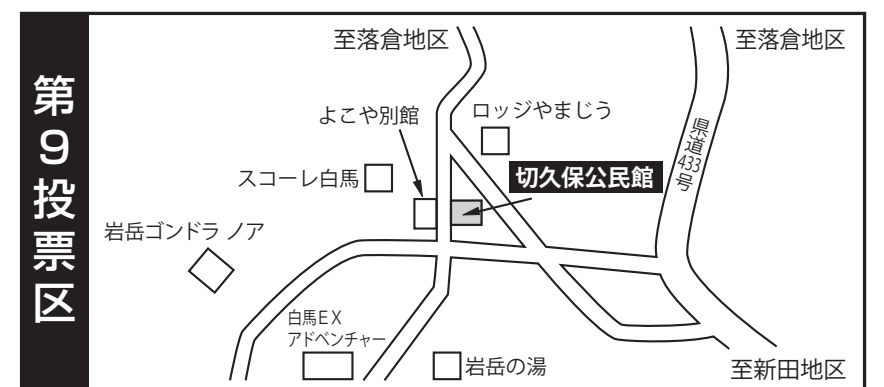 第9投票区
至落倉地区
至落倉地区
よこや別館
ロッジやまじう
県道433号
スコーレ白馬
切久保公民館
岩岳ゴンドラ ノア
白馬EX
アドベンチャー
岩岳の湯
至新田地区